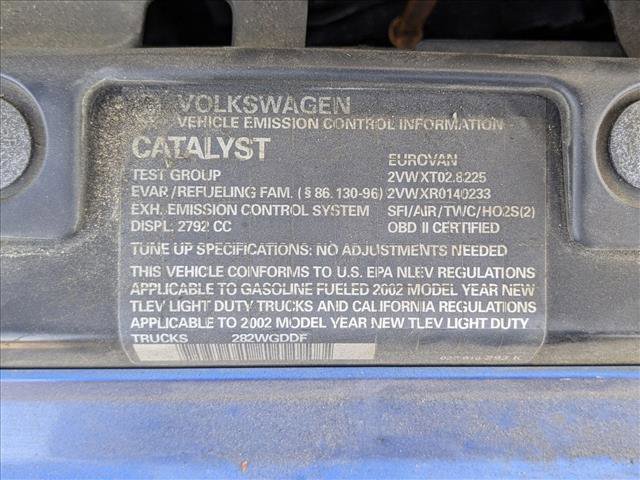 VOLKSWAGEN
VEHICLE EMISSION CONTROL INFORMATION
CATALYST EUROVAN
TEST GROUP 2VWXT02.8225
EVAR/REFUELING FAM. (§86.130-96) 2VWXR0140233
EXH. EMISSION CONTROL SYSTEM SFI/AIR/TWC/HO2S(2)
DISPL: 2792 CC OBD II CERTIFIED
TUNE UP SPECIFICATIONS: NO ADJUSTMENTS NEEDED
THIS VEHICLE CONFORMS TO U.S. EPA NLEV REGULATIONS
APPLICABLE TO GASOLINE FUELED 2002 MODEL YEAR NEW
TLEV LIGHT DUTY TRUCKS AND CALIFORNIA REGULATIONS
APPLICABLE TO 2002 MODEL YEAR NEW TLEV LIGHT DUTY
TRUCKS 282WGDDF